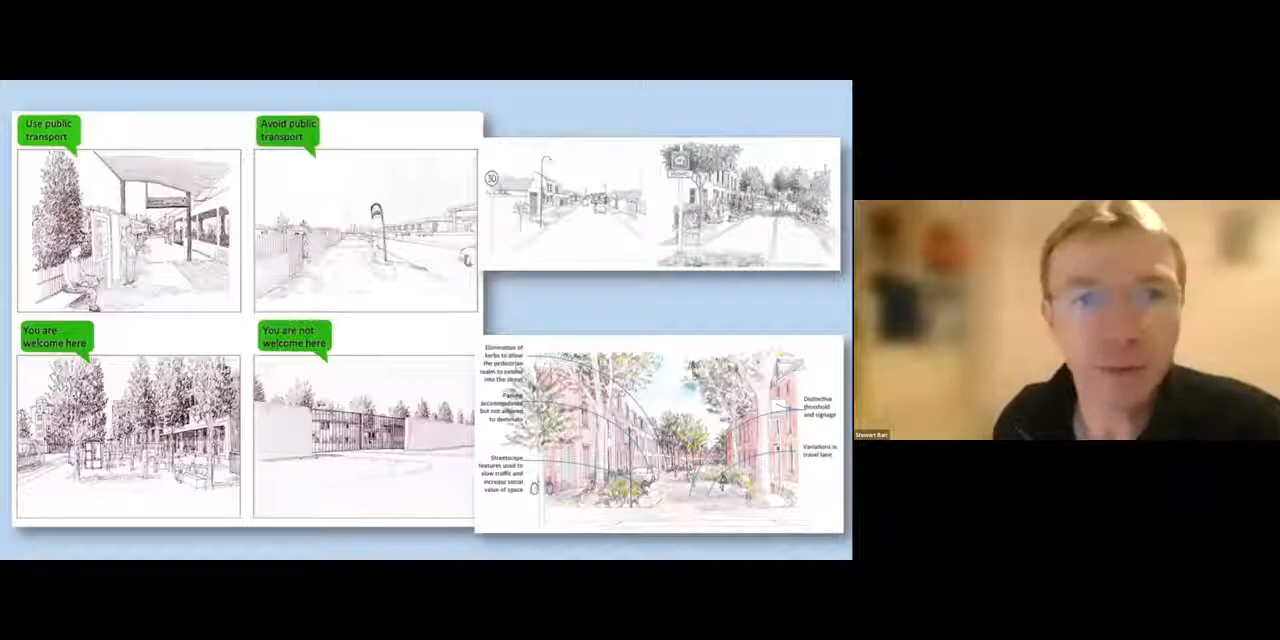 Use public
transport
Avoid public
transport
30
You are
welcome here
You are not
welcome here
Elimination of
kerbs to allow
the pedestrian
realm to extend
into the street
Parking
accommodated
but not allowed
to dominate
Streetscape
features used to
slow traffic and
increase social
value of space
Distinctive
threshold
and signage
Variations in
travel lane
Stewart Barr